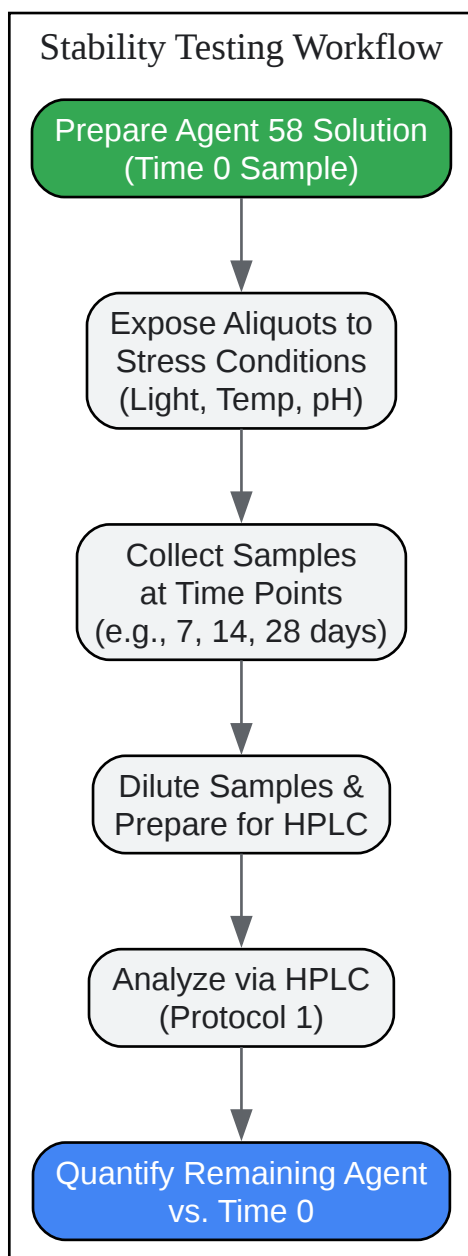 Stability Testing Workflow
Prepare Agent 58 Solution
(Time 0 Sample)
Expose Aliquots to
Stress Conditions
(Light, Temp, pH)
Collect Samples
at Time Points
(e.g., 7, 14, 28 days)
Dilute Samples &
Prepare for HPLC
Analyze via HPLC
(Protocol 1)
Quantify Remaining Agent
vs. Time 0